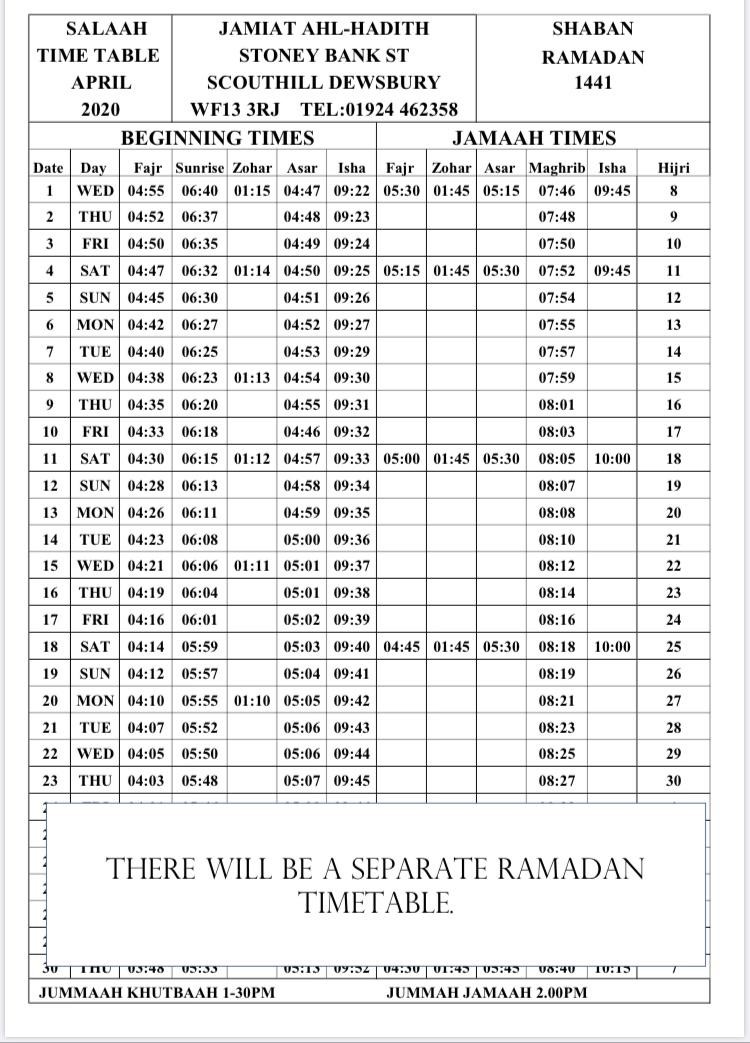 SALAAH
TIME TABLE
APRIL
2020
JAMIAT AHL-HADITH
STONEY BANK ST
SCOUTHILL DEWSBURY
WF13 3RJ TEL:01924 462358
SHABAN
RAMADAN
1441
BEGINNING TIMES JAMAAH TIMES
Date Day Fajr Sunrise Zohar Asar Isha Fajr Zohar Asar Maghrib Isha Hijri
1 WED 04:55 06:40 01:15 04:47 09:22 05:30 01:45 05:15 07:46 09:45 8
2 THU 04:52 06:37 04:48 09:23 07:48 9
3 FRI 04:50 06:35 04:49 09:24 07:50 10
4 SAT 04:47 06:32 01:14 04:50 09:25 05:15 01:45 05:30 07:52 09:45 11
5 SUN 04:45 06:30 04:51 09:26 07:54 12
6 MON 04:42 06:27 04:52 09:27 07:55 13
7 TUE 04:40 06:25 04:53 09:29 07:57 14
8 WED 04:38 06:23 01:13 04:54 09:30 07:59 15
9 THU 04:35 06:20 04:55 09:31 08:01 16
10 FRI 04:33 06:18 04:46 09:32 08:03 17
11 SAT 04:30 06:15 01:12 04:57 09:33 05:00 01:45 05:30 08:05 10:00 18
12 SUN 04:28 06:13 04:58 09:34 08:07 19
13 MON 04:26 06:11 04:59 09:35 08:08 20
14 TUE 04:23 06:08 05:00 09:36 08:10 21
15 WED 04:21 06:06 01:11 05:01 09:37 08:12 22
16 THU 04:19 06:04 05:01 09:38 08:14 23
17 FRI 04:16 06:01 05:02 09:39 08:16 24
18 SAT 04:14 05:59 05:03 09:40 04:45 01:45 05:30 08:18 10:00 25
19 SUN 04:12 05:57 05:04 09:41 08:19 26
20 MON 04:10 05:55 01:10 05:05 09:42 08:21 27
21 TUE 04:07 05:52 05:06 09:43 08:23 28
22 WED 04:05 05:50 05:06 09:44 08:25 29
23 THU 04:03 05:48 05:07 09:45 08:27 30
THERE WILL BE A SEPARATE RAMADAN
TIMETABLE.
30 THU 03:48 05:33 05:13 09:52 04:30 01:45 05:45 08:40 10:15 7
JUMMAAH KHUTBAAH 1-30PM JUMMAH JAMAAH 2.00PM